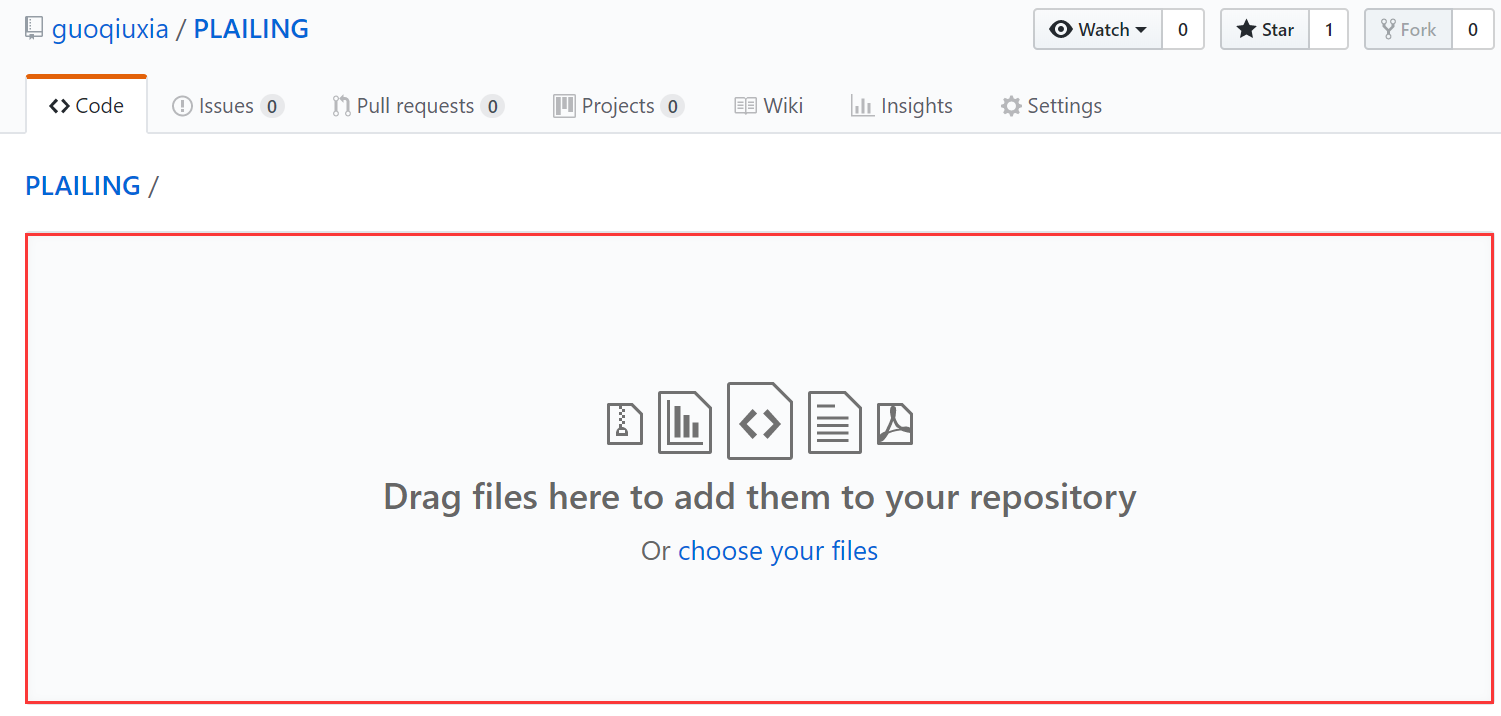 guoqiuxia / PLAILING
Watch 0 Star 1 Fork 0
Code Issues 0 Pull requests 0 Projects 0 Wiki Insights Settings
PLAILING /
Drag files here to add them to your repository
Or choose your files